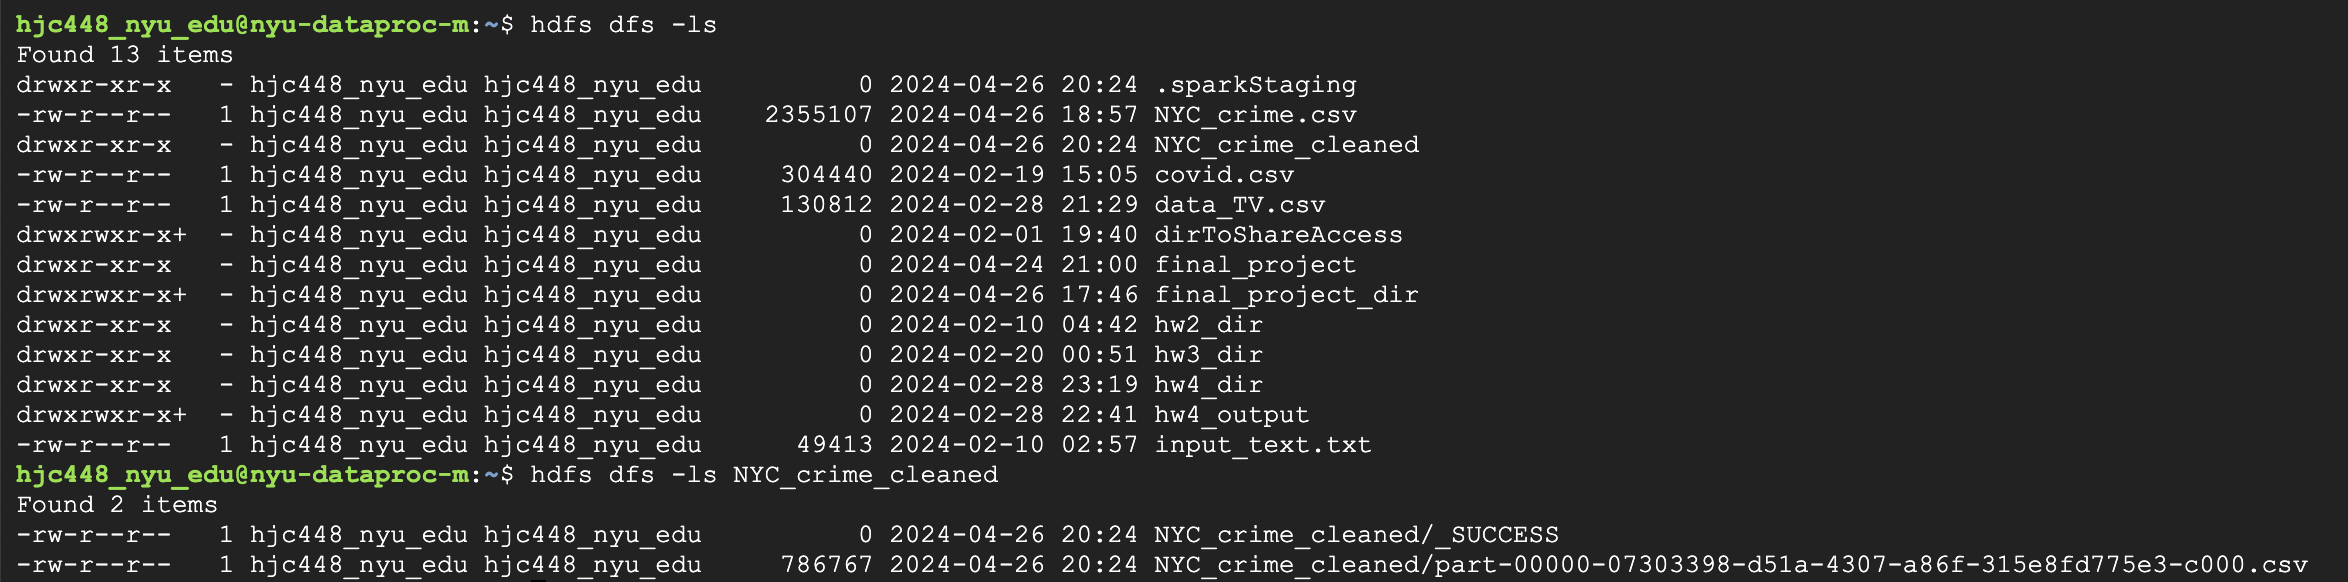 hjc448_nyu_edu@nyu-dataproc-m:~$ hdfs dfs -ls
Found 13 items
drwxr-xr-x   - hjc448_nyu_edu hjc448_nyu_edu          0 2024-04-26 20:24 .sparkStaging
-rw-r--r--   1 hjc448_nyu_edu hjc448_nyu_edu    2355107 2024-04-26 18:57 NYC_crime.csv
drwxr-xr-x   - hjc448_nyu_edu hjc448_nyu_edu          0 2024-04-26 20:24 NYC_crime_cleaned
-rw-r--r--   1 hjc448_nyu_edu hjc448_nyu_edu     304440 2024-02-19 15:05 covid.csv
-rw-r--r--   1 hjc448_nyu_edu hjc448_nyu_edu     130812 2024-02-28 21:29 data_TV.csv
drwxrwxr-x+  - hjc448_nyu_edu hjc448_nyu_edu          0 2024-02-01 19:40 dirToShareAccess
drwxr-xr-x   - hjc448_nyu_edu hjc448_nyu_edu          0 2024-04-24 21:00 final_project
drwxrwxr-x+  - hjc448_nyu_edu hjc448_nyu_edu          0 2024-04-26 17:46 final_project_dir
drwxr-xr-x   - hjc448_nyu_edu hjc448_nyu_edu          0 2024-02-10 04:42 hw2_dir
drwxr-xr-x   - hjc448_nyu_edu hjc448_nyu_edu          0 2024-02-20 00:51 hw3_dir
drwxr-xr-x   - hjc448_nyu_edu hjc448_nyu_edu          0 2024-02-28 23:19 hw4_dir
drwxrwxr-x+  - hjc448_nyu_edu hjc448_nyu_edu          0 2024-02-28 22:41 hw4_output
-rw-r--r--   1 hjc448_nyu_edu hjc448_nyu_edu      49413 2024-02-10 02:57 input_text.txt
hjc448_nyu_edu@nyu-dataproc-m:~$ hdfs dfs -ls NYC_crime_cleaned
Found 2 items
-rw-r--r--   1 hjc448_nyu_edu hjc448_nyu_edu          0 2024-04-26 20:24 NYC_crime_cleaned/_SUCCESS
-rw-r--r--   1 hjc448_nyu_edu hjc448_nyu_edu     786767 2024-04-26 20:24 NYC_crime_cleaned/part-00000-07303398-d51a-4307-a86f-315e8fd775e3-c000.csv